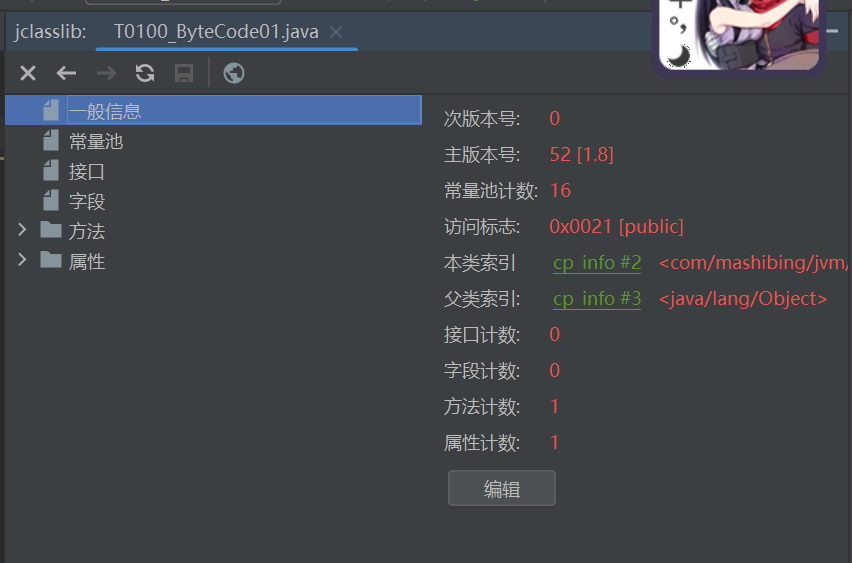 jclasslib:
T0100_ByteCode01.java
一般信息
常量池
接口
字段
方法
属性
次版本号: 0
主版本号: 52 [1.8]
常量池计数: 16
访问标志: 0x0021 [public]
本类索引 cp_info #2 <com/mashibing/jvm/
父类索引: cp_info #3 <java/lang/Object>
接口计数: 0
字段计数: 0
方法计数: 1
属性计数: 1
编辑